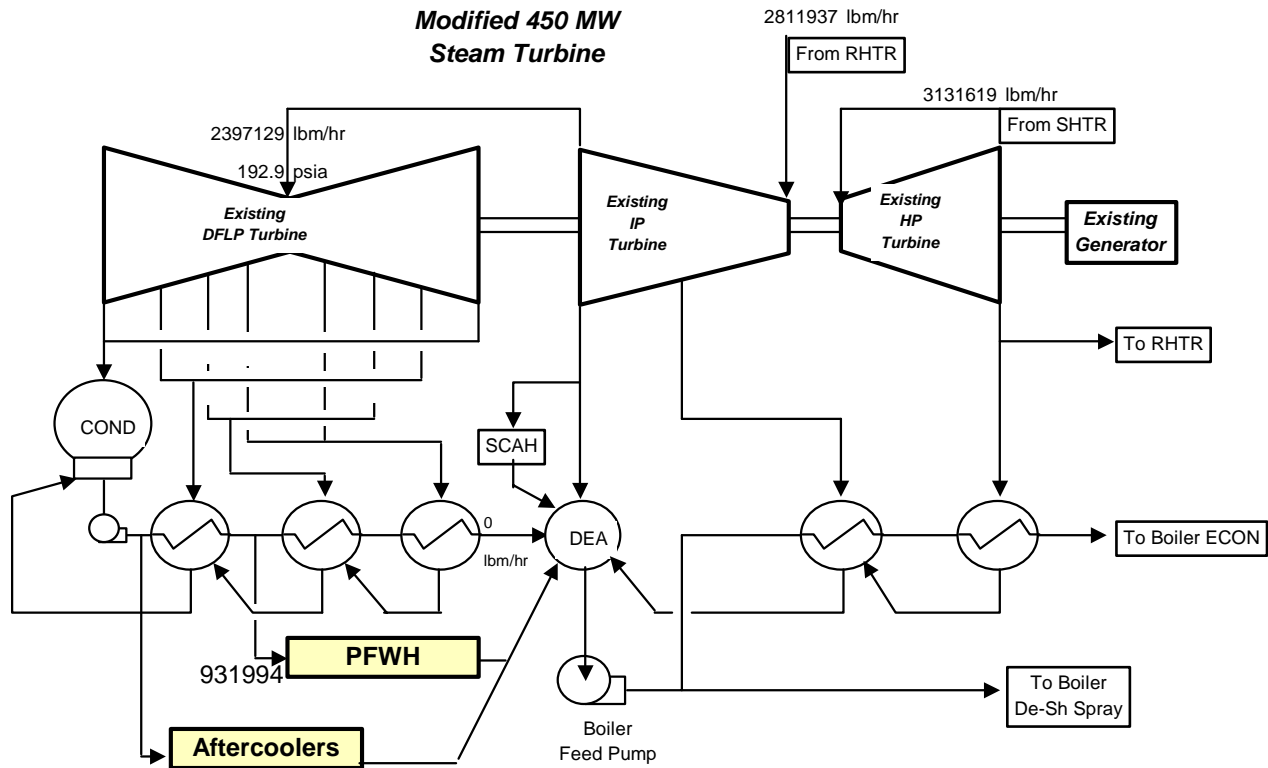 Modified 450 MW
Steam Turbine
2811937 lbm/hr
From RHTR
3131619 lbm/hr
From SHTR
2397129 lbm/hr
192.9 psia
Existing
DFLP Turbine
Existing
IP
Turbine
Existing
HP
Turbine
Existing
Generator
To RHTR
COND
SCAH
0
lbm/hr
DEA
To Boiler ECON
PFWH
931994
To Boiler
De-Sh Spray
Boiler
Feed Pump
Aftercoolers